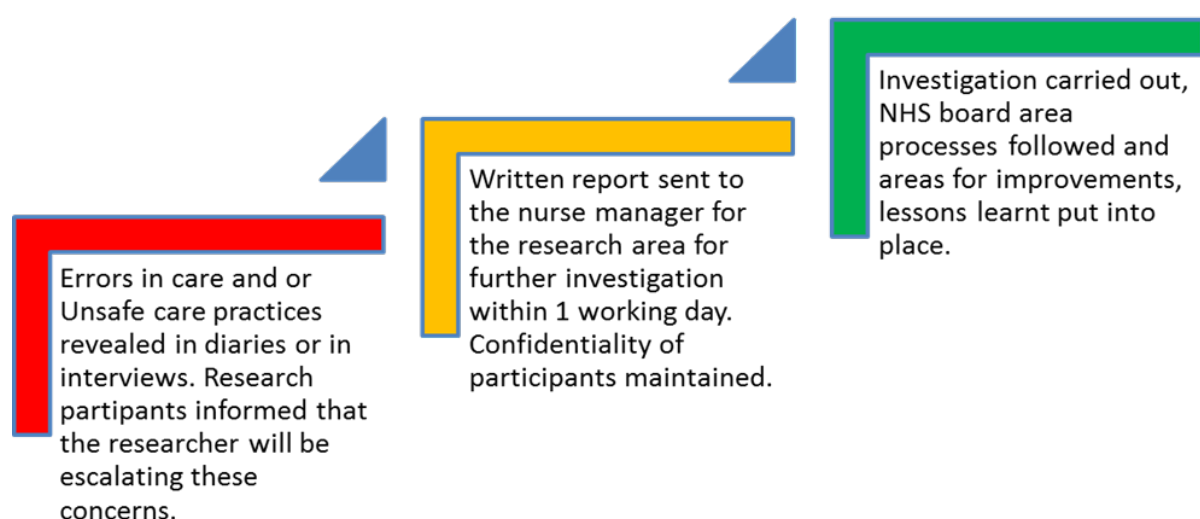 Errors in care and or
Unsafe care practices
revealed in diaries or in
interviews. Research
partipants informed that
the researcher will be
escalating these
concerns.
Written report sent to
the nurse manager for
the research area for
further investigation
within 1 working day.
Confidentiality of
participants maintained.
Investigation carried out,
NHS board area
processes followed and
areas for improvements,
lessons learnt put into
place.